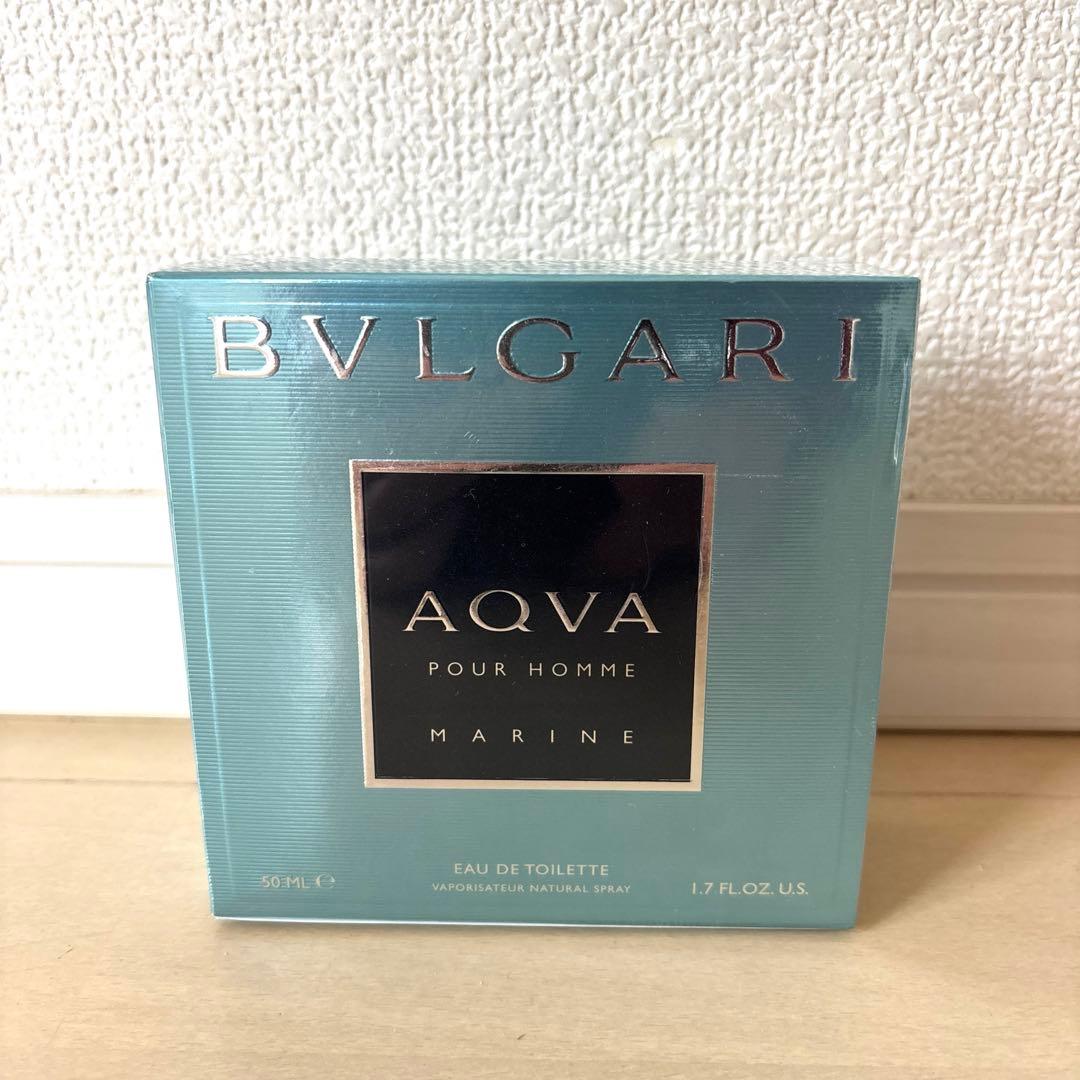 BVLGARI
AQVA
POUR HOMME
MARINE
EAU DE TOILETTE
50 ML ℮ VAPORISATEUR NATURAL SPRAY 1.7 FL.OZ. U.S.